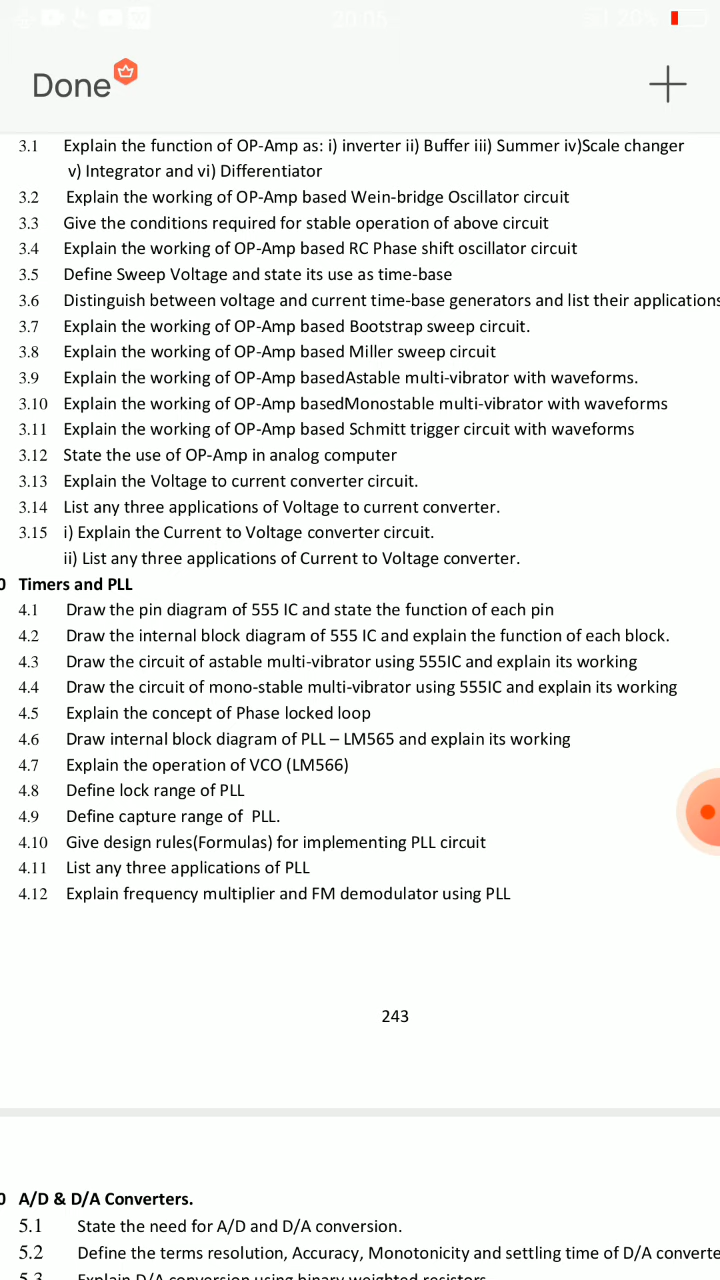 20:05
20%
Done
3.1 Explain the function of OP-Amp as: i) inverter ii) Buffer iii) Summer iv)Scale changer
v) Integrator and vi) Differentiator
3.2 Explain the working of OP-Amp based Wein-bridge Oscillator circuit
3.3 Give the conditions required for stable operation of above circuit
3.4 Explain the working of OP-Amp based RC Phase shift oscillator circuit
3.5 Define Sweep Voltage and state its use as time-base
3.6 Distinguish between voltage and current time-base generators and list their applications
3.7 Explain the working of OP-Amp based Bootstrap sweep circuit.
3.8 Explain the working of OP-Amp based Miller sweep circuit
3.9 Explain the working of OP-Amp basedAstable multi-vibrator with waveforms.
3.10 Explain the working of OP-Amp basedMonostable multi-vibrator with waveforms
3.11 Explain the working of OP-Amp based Schmitt trigger circuit with waveforms
3.12 State the use of OP-Amp in analog computer
3.13 Explain the Voltage to current converter circuit.
3.14 List any three applications of Voltage to current converter.
3.15 i) Explain the Current to Voltage converter circuit.
ii) List any three applications of Current to Voltage converter.
0 Timers and PLL
4.1 Draw the pin diagram of 555 IC and state the function of each pin
4.2 Draw the internal block diagram of 555 IC and explain the function of each block.
4.3 Draw the circuit of astable multi-vibrator using 555IC and explain its working
4.4 Draw the circuit of mono-stable multi-vibrator using 555IC and explain its working
4.5 Explain the concept of Phase locked loop
4.6 Draw internal block diagram of PLL – LM565 and explain its working
4.7 Explain the operation of VCO (LM566)
4.8 Define lock range of PLL
4.9 Define capture range of PLL.
4.10 Give design rules(Formulas) for implementing PLL circuit
4.11 List any three applications of PLL
4.12 Explain frequency multiplier and FM demodulator using PLL
243
0 A/D & D/A Converters.
5.1 State the need for A/D and D/A conversion.
5.2 Define the terms resolution, Accuracy, Monotonicity and settling time of D/A converte
5.3 Explain D/A conversion using binary weighted resistors